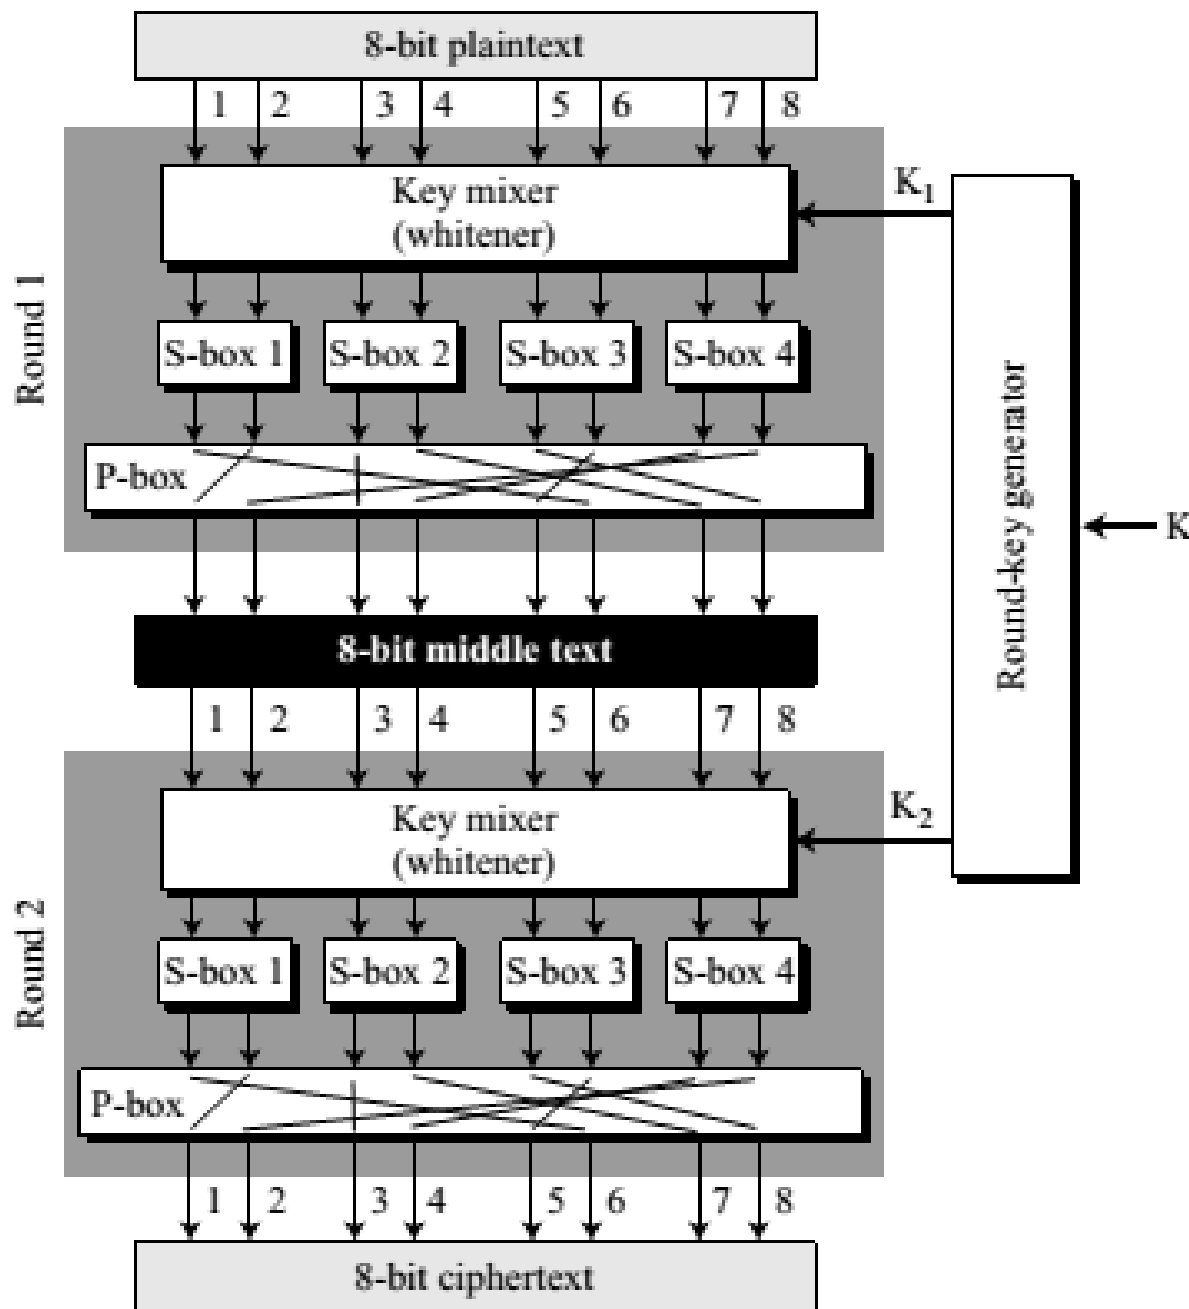 8-bit plaintext
1 2 3 4 5 6 7 8
Key mixer
(whitener)
K1
Round 1
S-box 1 S-box 2 S-box 3 S-box 4
P-box
Round-key generator
K
8-bit middle text
1 2 3 4 5 6 7 8
Key mixer
(whitener)
K2
Round 2
S-box 1 S-box 2 S-box 3 S-box 4
P-box
1 2 3 4 5 6 7 8
8-bit ciphertext